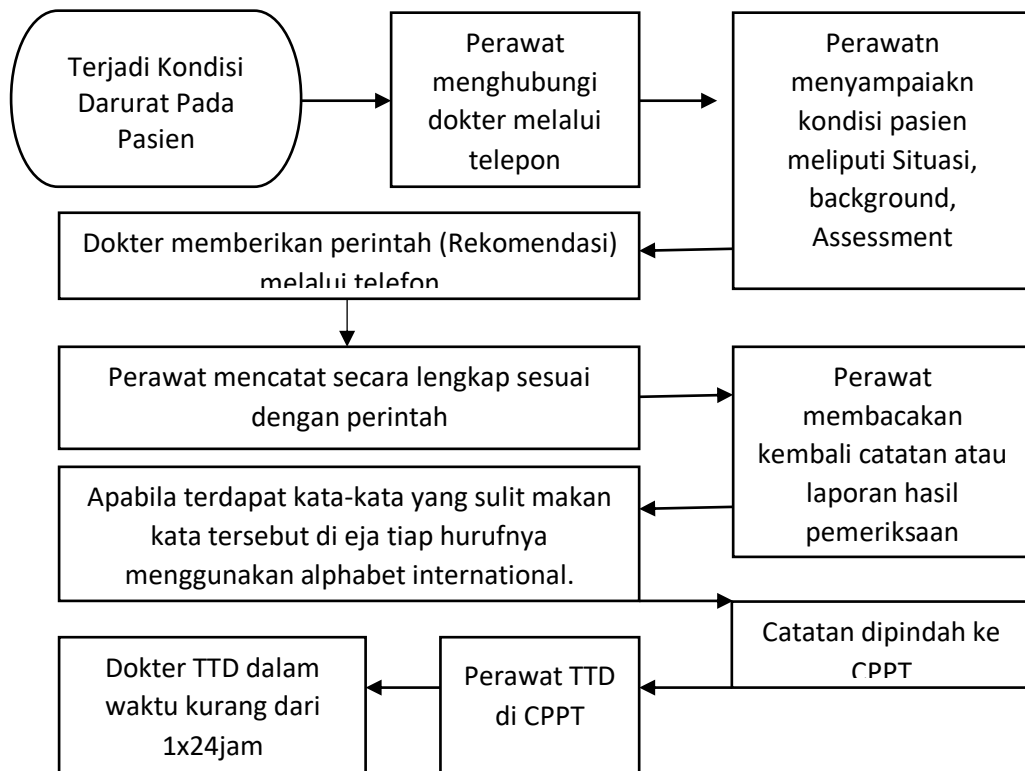 Terjadi Kondisi
Darurat Pada
Pasien
Perawat
menghubungi
dokter melalui
telepon
Perawatn
menyampaiakn
kondisi pasien
meliputi Situasi,
background,
Assessment
Dokter memberikan perintah (Rekomendasi)
melalui telefon
Perawat mencatat secara lengkap sesuai
dengan perintah
Perawat
membacakan
kembali catatan atau
laporan hasil
pemeriksaan
Apabila terdapat kata-kata yang sulit makan
kata tersebut di eja tiap hurufnya
menggunakan alphabet international.
Catatan dipindah ke
CPPT
Perawat TTD
di CPPT
Dokter TTD dalam
waktu kurang dari
1x24jam